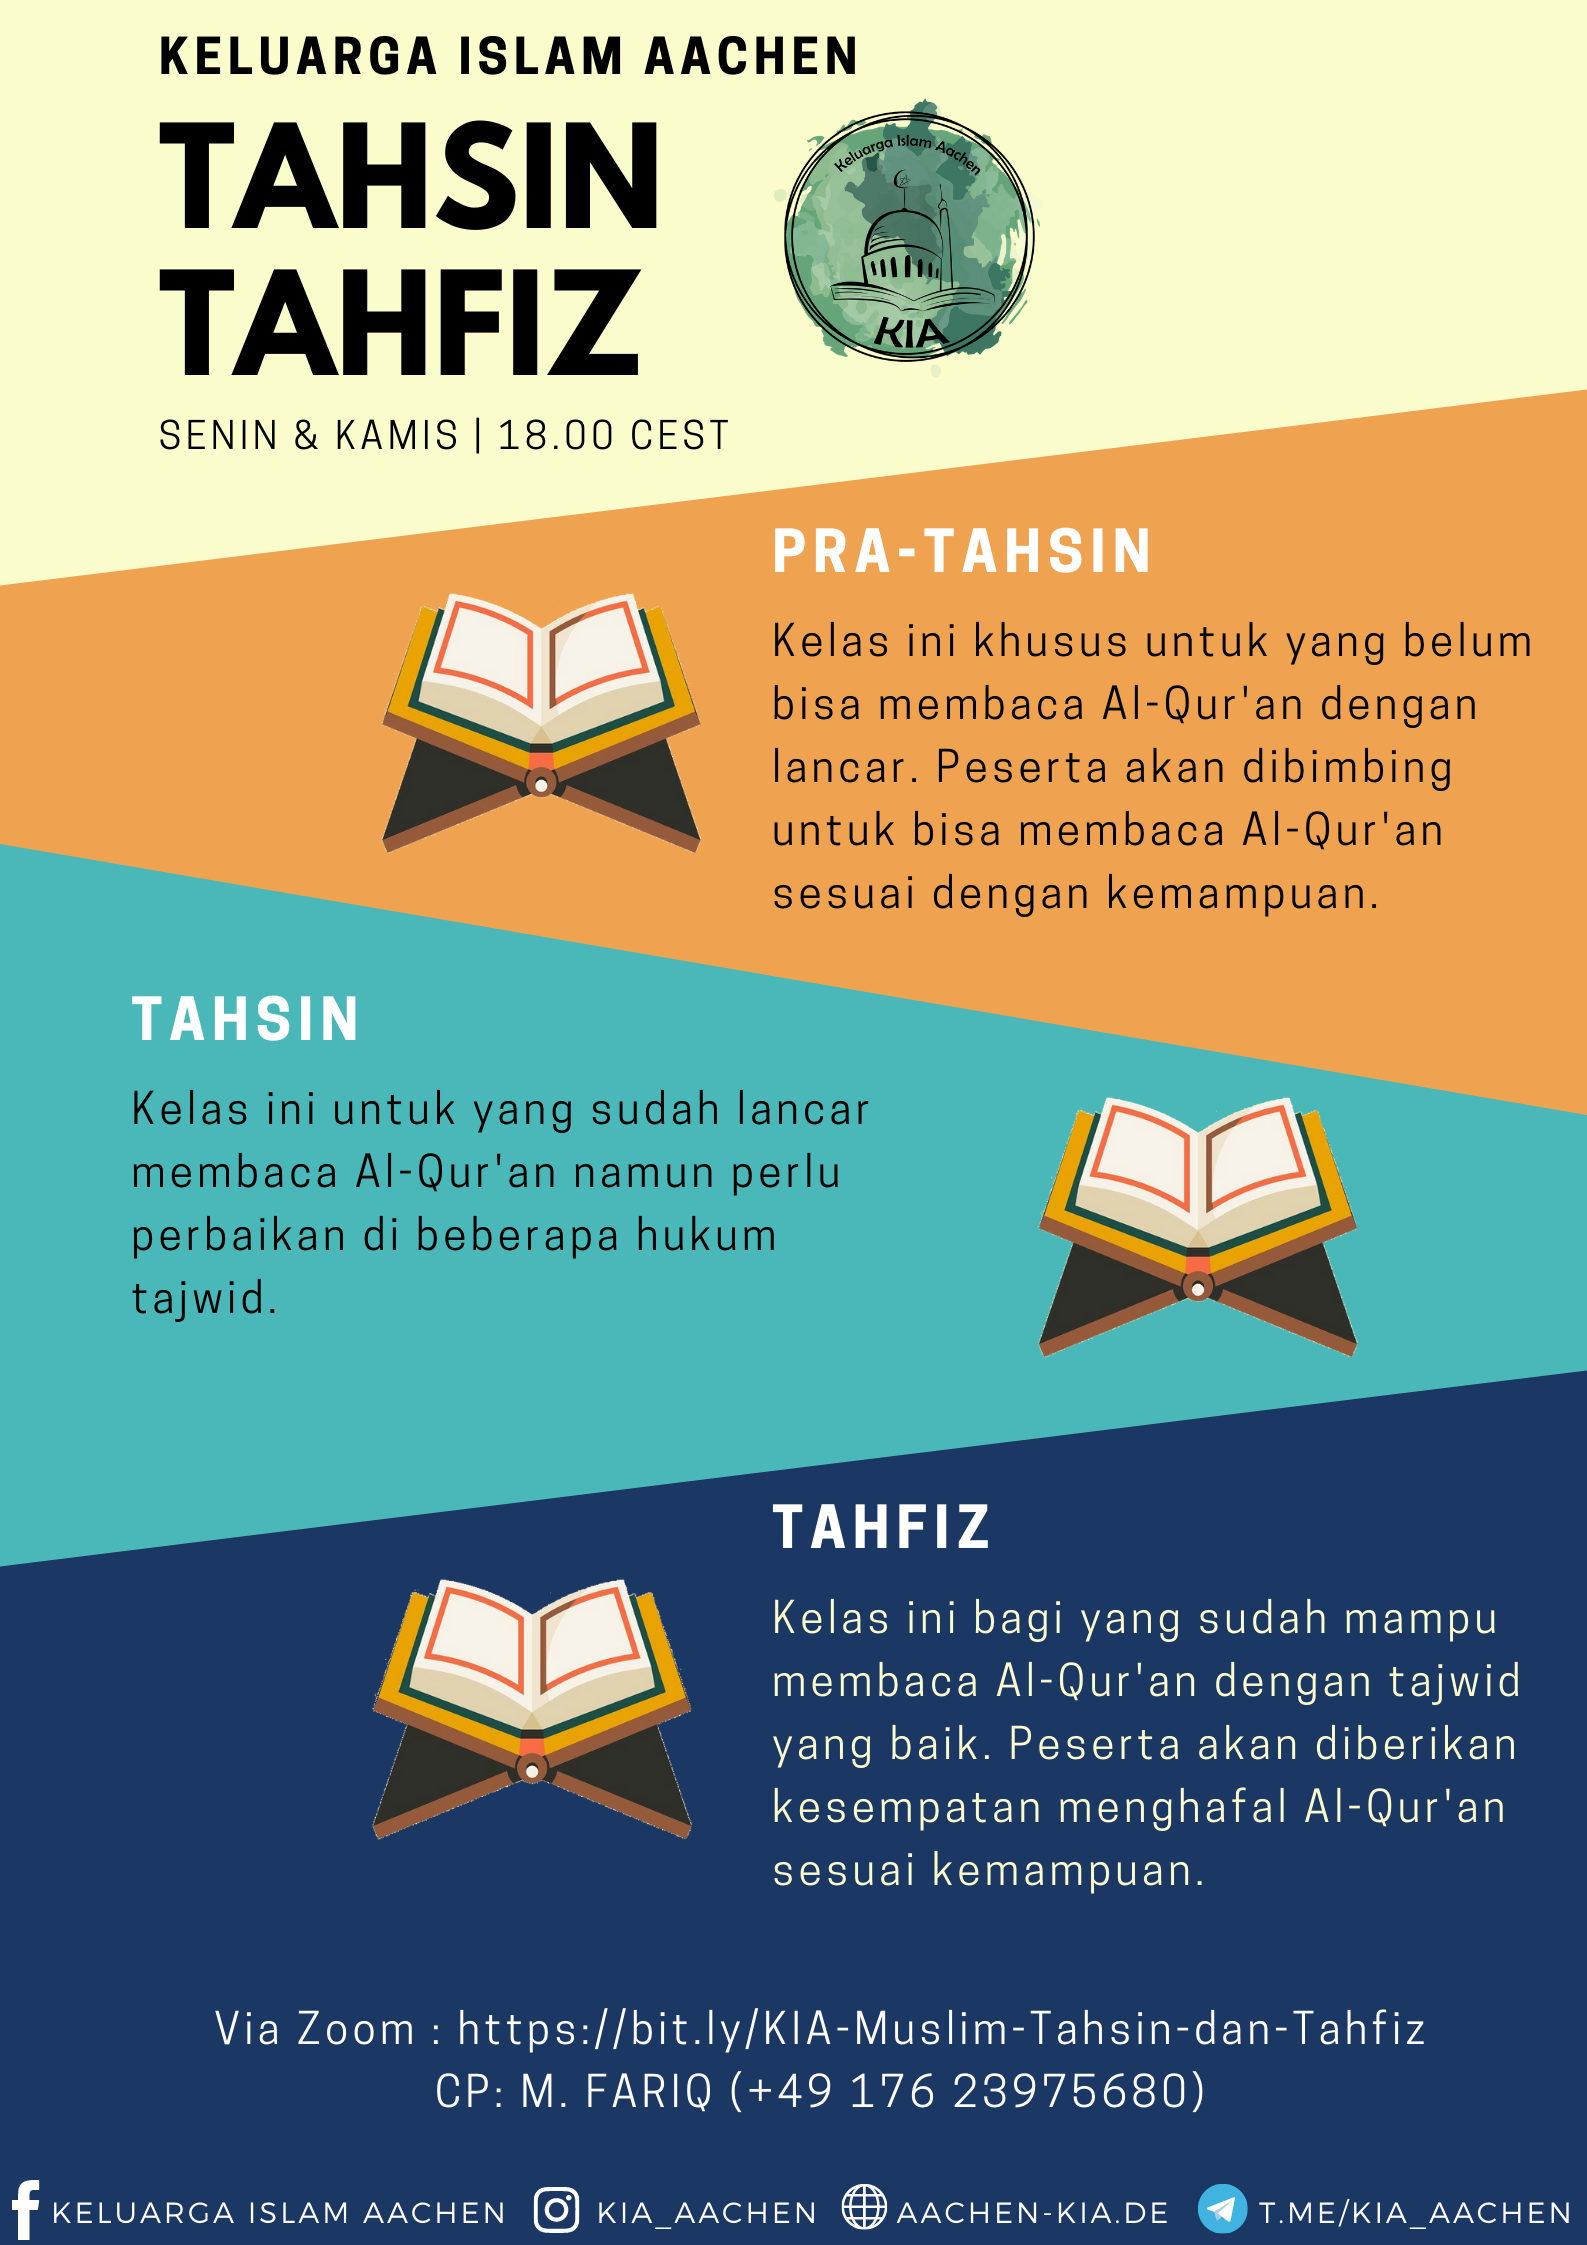 KELUARGA ISLAM AACHEN
TAHSIN
TAHFIZ
Keluarga Islam Aachen
KIA
SENIN & KAMIS | 18.00 CEST
PRA-TAHSIN
Kelas ini khusus untuk yang belum
bisa membaca Al-Qur'an dengan
lancar. Peserta akan dibimbing
untuk bisa membaca Al-Qur'an
sesuai dengan kemampuan.
TAHSIN
Kelas ini untuk yang sudah lancar
membaca Al-Qur'an namun perlu
perbaikan di beberapa hukum
tajwid.
TAHFIZ
Kelas ini bagi yang sudah mampu
membaca Al-Qur'an dengan tajwid
yang baik. Peserta akan diberikan
kesempatan menghafal Al-Qur'an
sesuai kemampuan.
Via Zoom : https://bit.ly/KIA-Muslim-Tahsin-dan-Tahfiz
CP: M. FARIQ (+49 176 23975680)
KELUARGA ISLAM AACHEN KIA_AACHEN AACHEN-KIA.DE T.ME/KIA_AACHEN